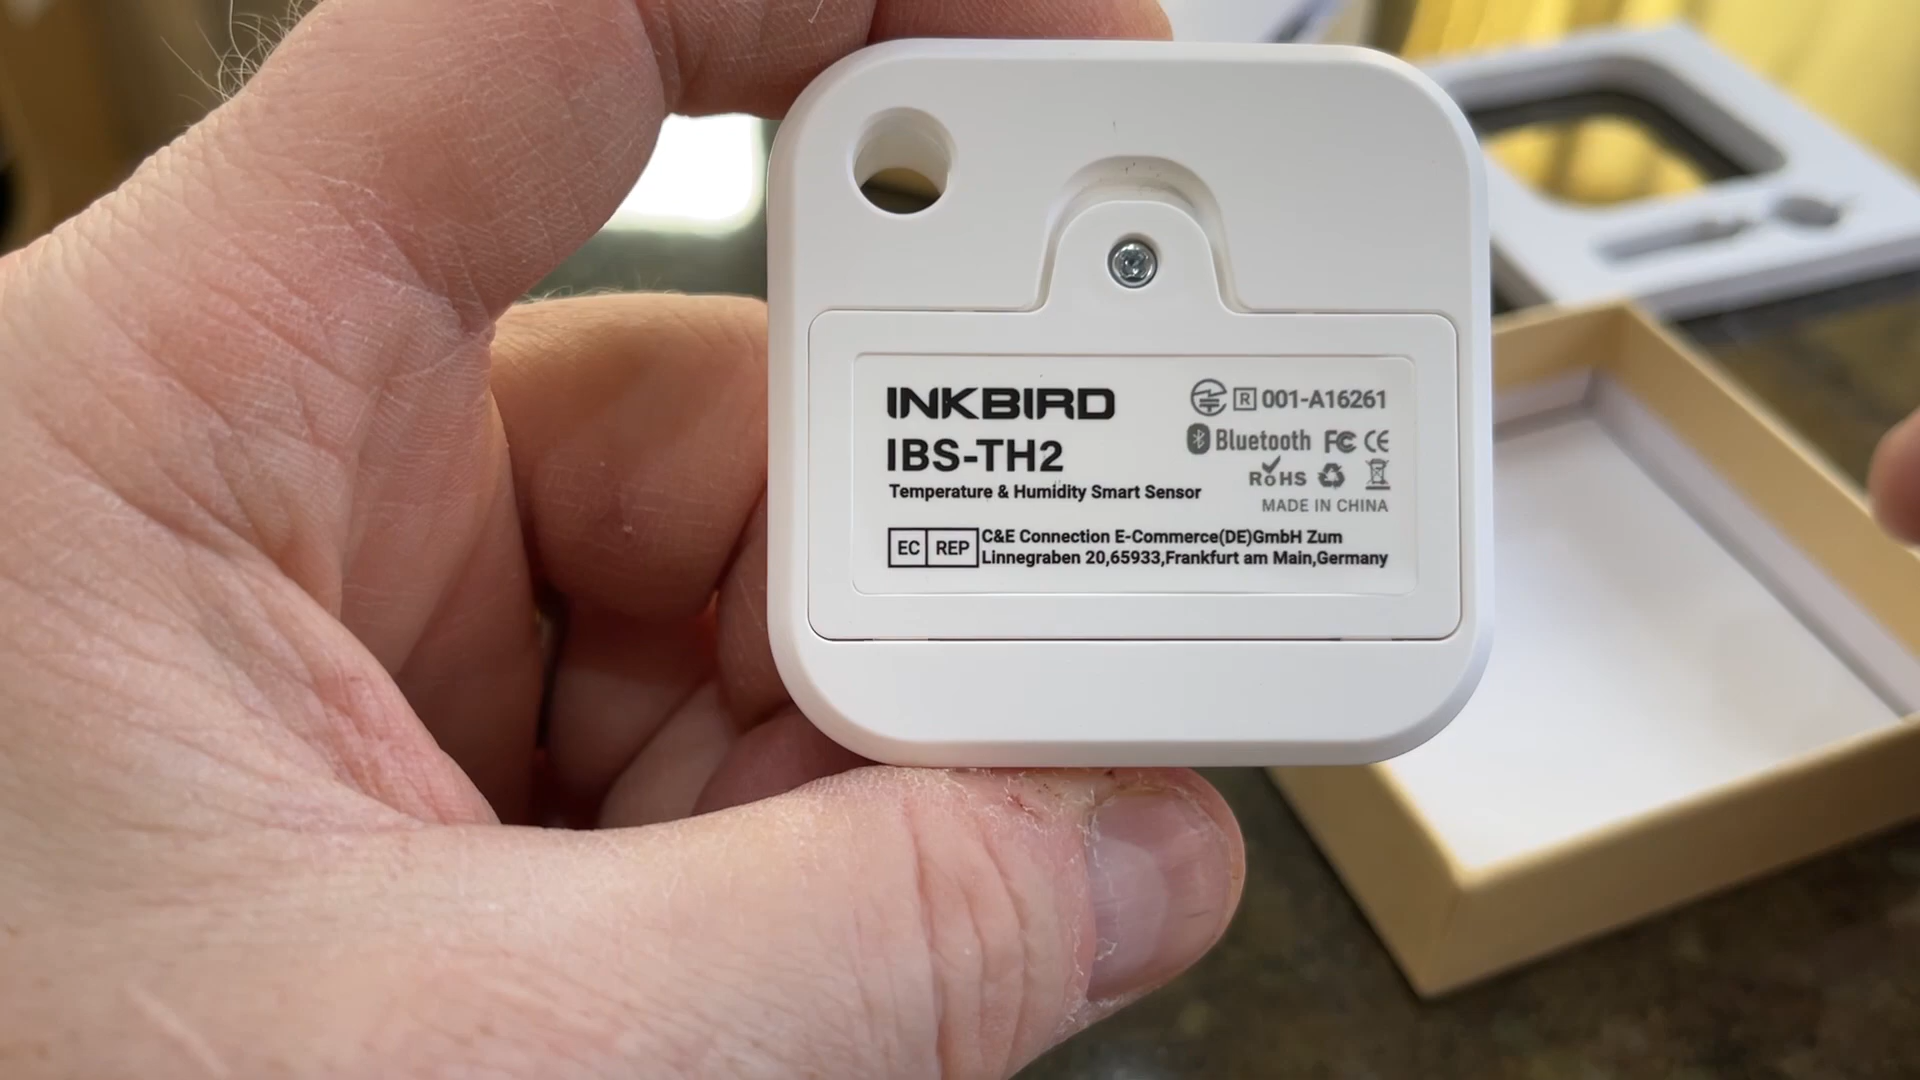 INKBIRD
IBS-TH2
Temperature & Humidity Smart Sensor
R 001-A16261
Bluetooth FC CE
RoHS
MADE IN CHINA
EC REP C&E Connection E-Commerce(DE)GmbH Zum
Linnegraben 20,65933,Frankfurt am Main,Germany